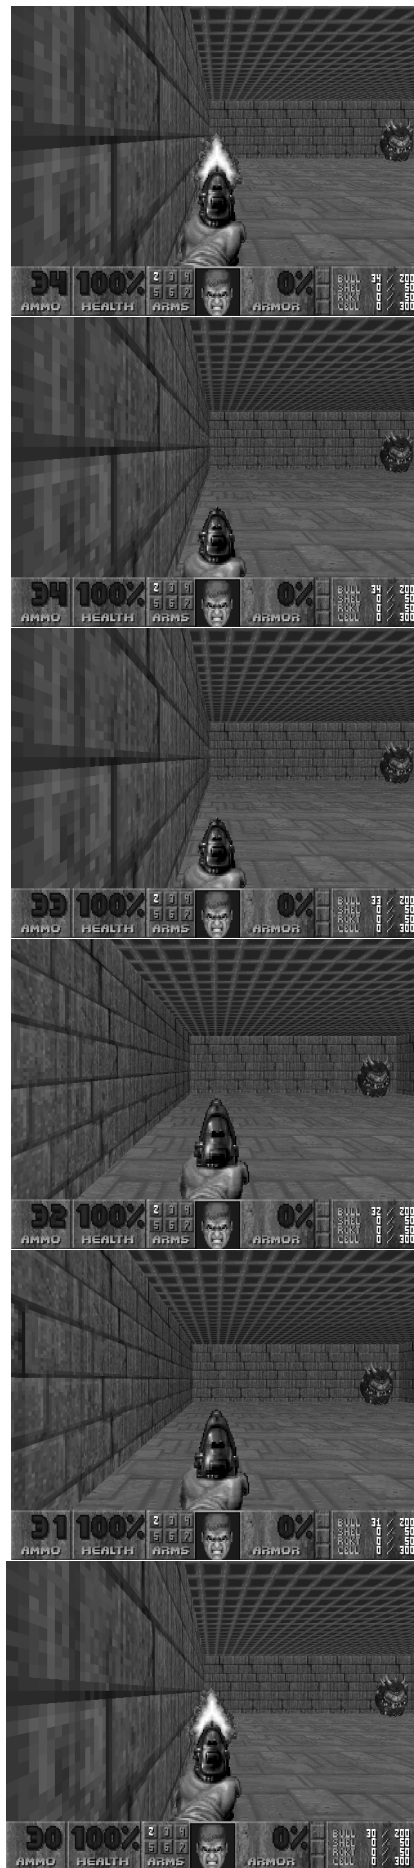 34 100% 2 3 4 0% BULL 34 / 200
SHEL 0 / 50
5 6 7 RCKT 0 / 50
AMMO HEALTH ARMS ARMOR CELL 0 / 300
34 100% 2 3 4 0% BULL 34 / 200
SHEL 0 / 50
5 6 7 RCKT 0 / 50
AMMO HEALTH ARMS ARMOR CELL 0 / 300
33 100% 2 3 4 0% BULL 33 / 200
SHEL 0 / 50
5 6 7 RCKT 0 / 50
AMMO HEALTH ARMS ARMOR CELL 0 / 300
32 100% 2 3 4 0% BULL 32 / 200
SHEL 0 / 50
5 6 7 RCKT 0 / 50
AMMO HEALTH ARMS ARMOR CELL 0 / 300
31 100% 2 3 4 0% BULL 31 / 200
SHEL 0 / 50
5 6 7 RCKT 0 / 50
AMMO HEALTH ARMS ARMOR CELL 0 / 300
30 100% 2 3 4 0% BULL 30 / 200
SHEL 0 / 50
5 6 7 RCKT 0 / 50
AMMO HEALTH ARMS ARMOR CELL 0 / 300